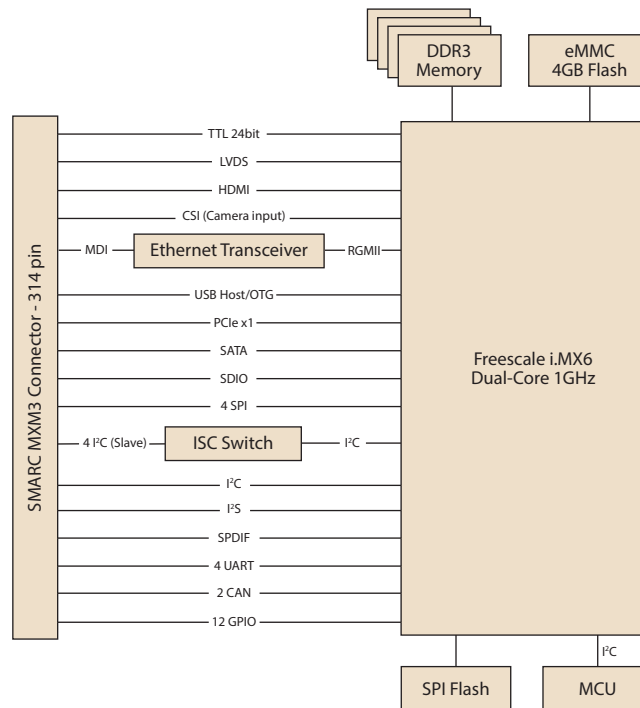 DDR3
Memory
eMMC
4GB Flash
SMARC MXM3 Connector - 314 pin
TTL 24bit
LVDS
HDMI
CSI (Camera input)
MDI
Ethernet Transceiver
RGMII
USB Host/OTG
PCIe x1
SATA
SDIO
4 SPI
4 I²C (Slave)
ISC Switch
I²C
I²C
I²S
SPDIF
4 UART
2 CAN
12 GPIO
Freescale i.MX6
Dual-Core 1GHz
I²C
SPI Flash
MCU